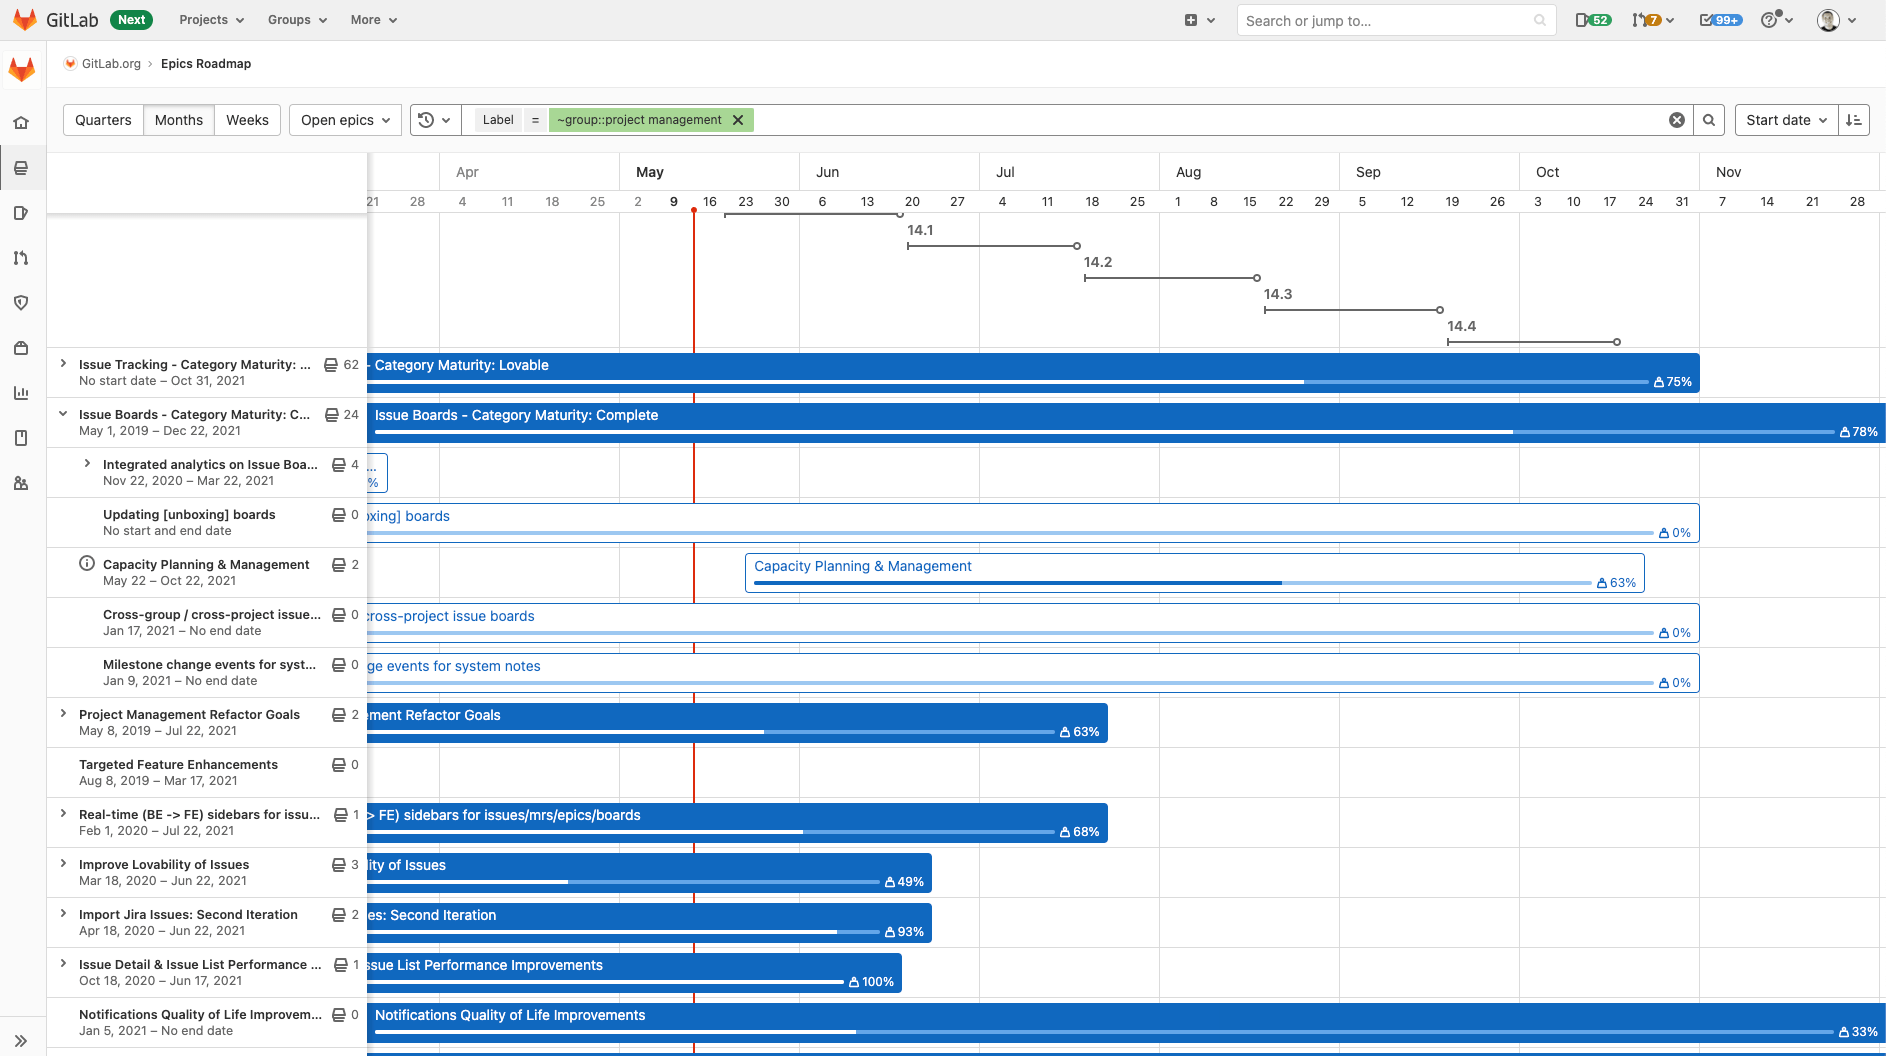 GitLab Next Projects Groups More Search or jump to... 52 7 99+
GitLab.org › Epics Roadmap
Quarters Months Weeks Open epics Label = ~group::project management Start date
Apr May Jun Jul Aug Sep Oct Nov
21 28 4 11 18 25 2 9 16 23 30 6 13 20 27 4 11 18 25 1 8 15 22 29 5 12 19 26 3 10 17 24 31 7 14 21 28
14.1
14.2
14.3
14.4
Issue Tracking - Category Maturity: ... 62 - Category Maturity: Lovable
No start date – Oct 31, 2021 75%
Issue Boards - Category Maturity: C... 24 Issue Boards - Category Maturity: Complete
May 1, 2019 – Dec 22, 2021 78%
Integrated analytics on Issue Boa... 4 ...
Nov 22, 2020 – Mar 22, 2021 %
Updating [unboxing] boards 0 oxing] boards
No start and end date 0%
Capacity Planning & Management 2 Capacity Planning & Management
May 22 – Oct 22, 2021 63%
Cross-group / cross-project issue... 0 cross-project issue boards
Jan 17, 2021 – No end date 0%
Milestone change events for syst... 0 ge events for system notes
Jan 9, 2021 – No end date 0%
Project Management Refactor Goals 2 ement Refactor Goals
May 8, 2019 – Jul 22, 2021 63%
Targeted Feature Enhancements 0
Aug 8, 2019 – Mar 17, 2021
Real-time (BE -> FE) sidebars for issu... 1 > FE) sidebars for issues/mrs/epics/boards
Feb 1, 2020 – Jul 22, 2021 68%
Improve Lovability of Issues 3 ility of Issues
Mar 18, 2020 – Jun 22, 2021 49%
Import Jira Issues: Second Iteration 2 es: Second Iteration
Apr 18, 2020 – Jun 22, 2021 93%
Issue Detail & Issue List Performance ... 1 ssue List Performance Improvements
Oct 18, 2020 – Jun 17, 2021 100%
Notifications Quality of Life Improvem... 0 Notifications Quality of Life Improvements
Jan 5, 2021 – No end date 33%